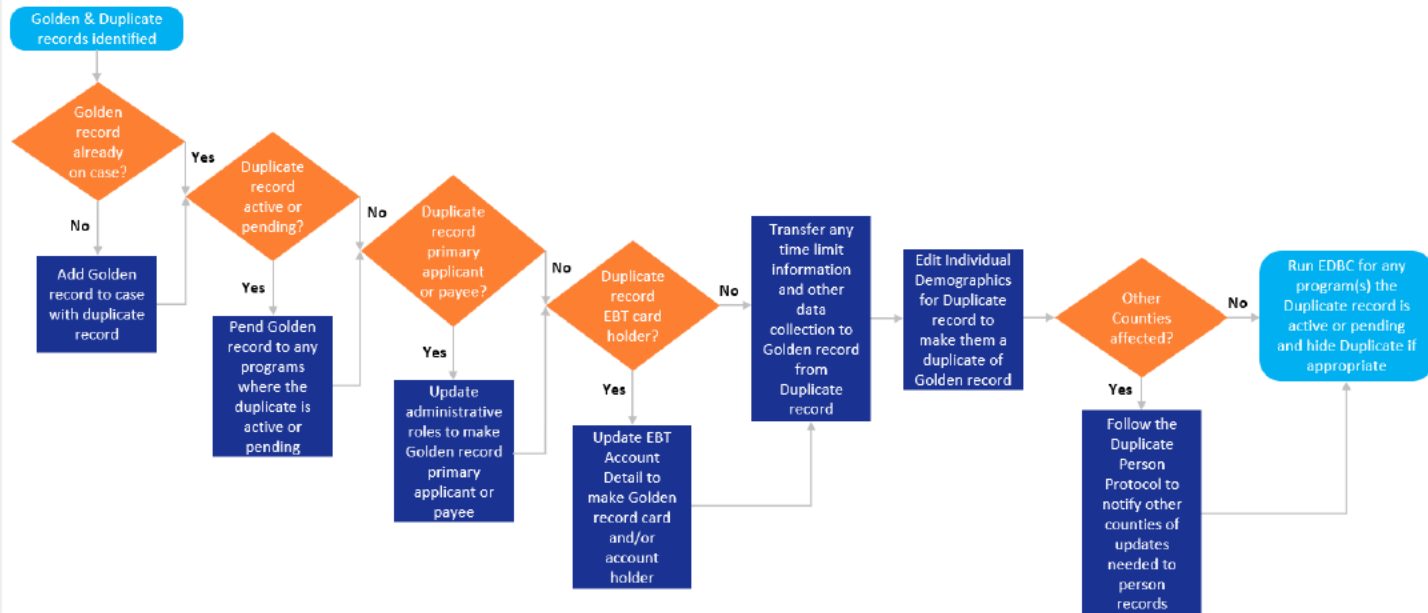 Golden & Duplicate
records identified
Golden
record
already
on case?
Yes
No
Add Golden
record to case
with duplicate
record
Duplicate
record
active or
pending?
No
Yes
Pend Golden
record to any
programs
where the
duplicate is
active or
pending
Duplicate
record
primary
applicant
or payee?
No
Yes
Update
administrative
roles to make
Golden record
primary
applicant or
payee
Duplicate
record
EBT card
holder?
No
Yes
Update EBT
Account
Detail to
make Golden
record card
and/or
account
holder
Transfer any
time limit
information
and other
data
collection to
Golden record
from
Duplicate
record
Edit Individual
Demographics
for Duplicate
record to
make them a
duplicate of
Golden record
Other
Counties
affected?
No
Yes
Follow the
Duplicate
Person
Protocol to
notify other
counties of
updates
needed to
person
records
Run EDBC for any
program(s) the
Duplicate record is
active or pending
and hide Duplicate if
appropriate